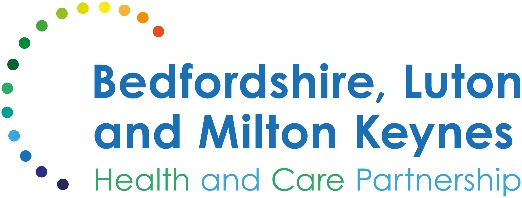 Bedfordshire, Luton
and Milton Keynes
Health and Care Partnership